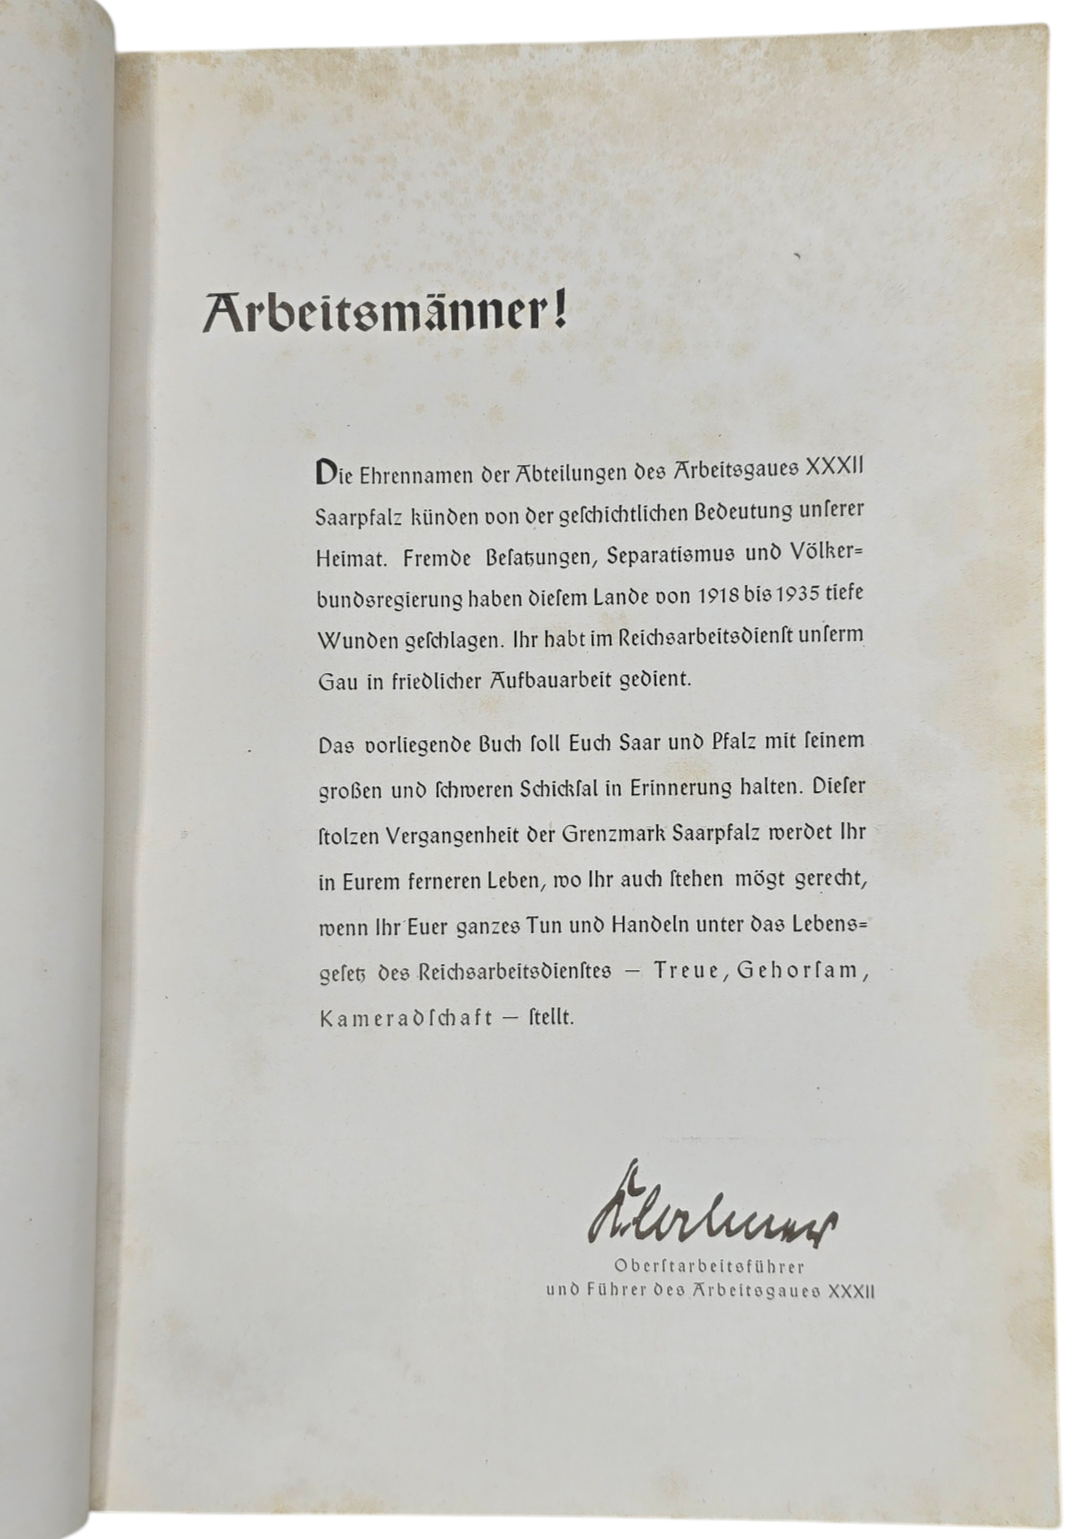 Arbeitsmänner!
Die Ehrennamen der Abteilungen des Arbeitsgaues XXXII
Saarpfalz künden von der geſchichtlichen Bedeutung unſerer
Heimat. Fremde Beſatzungen, Separatismus und Völker=
bundsregierung haben dieſem Lande von 1918 bis 1935 tiefe
Wunden geſchlagen. Ihr habt im Reichsarbeitsdienſt unſerm
Gau in friedlicher Aufbauarbeit gedient.
Das vorliegende Buch ſoll Euch Saar und Pfalz mit ſeinem
großen und ſchweren Schickſal in Erinnerung halten. Dieſer
ſtolzen Vergangenheit der Grenzmark Saarpfalz werdet Ihr
in Eurem ferneren Leben, wo Ihr auch ſtehen mögt gerecht,
wenn Ihr Euer ganzes Tun und Handeln unter das Lebens=
geſetz des Reichsarbeitsdienſtes — Treue, Gehorſam,
Kameradſchaft — ſtellt.
Oberſtarbeitsführer
und Führer des Arbeitsgaues XXXII